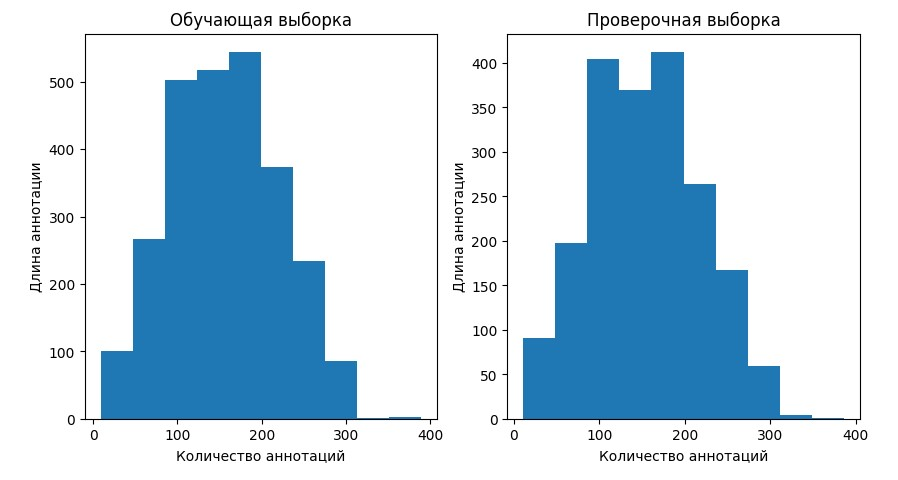 Обучающая выборка
Длина аннотации
500
400
300
200
100
0
0 100 200 300 400
Количество аннотаций
Проверочная выборка
Длина аннотации
400
350
300
250
200
150
100
50
0
0 100 200 300 400
Количество аннотаций